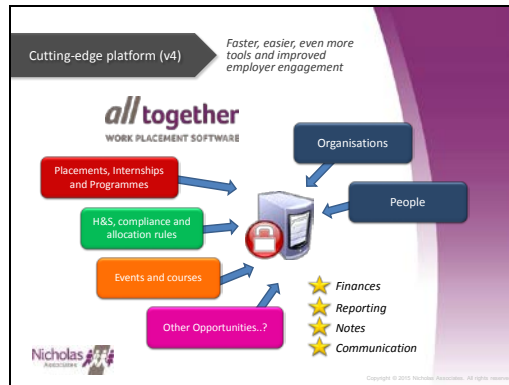 Cutting-edge platform (v4)
Faster, easier, even more
tools and improved
employer engagement
all together
WORK PLACEMENT SOFTWARE
Organisations
Placements, Internships
and Programmes
People
H&S, compliance and
allocation rules
Events and courses
Other Opportunities..?
Finances
Reporting
Notes
Communication
Nicholas
Associates
Copyright © 2015 Nicholas Associates. All rights reserve